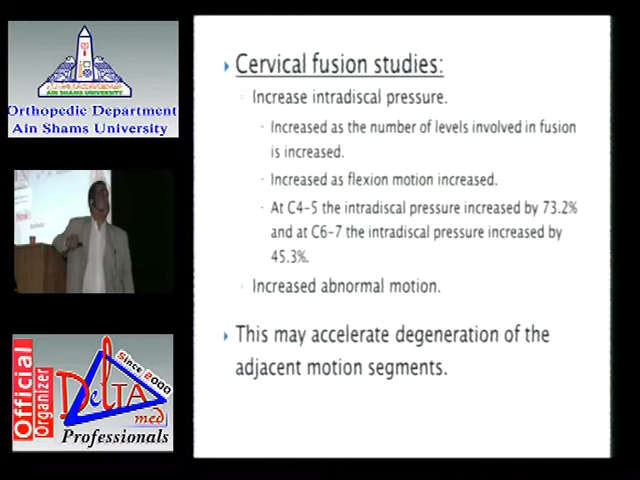 AIN SHAMS UNIVERSITY
Orthopedic Department
Ain Shams University
Official
Organizer
Since 2000
DELTA
med
Professionals
Cervical fusion studies:
Increase intradiscal pressure.
Increased as the number of levels involved in fusion
is increased.
Increased as flexion motion increased.
At C4-5 the intradiscal pressure increased by 73.2%
and at C6-7 the intradiscal pressure increased by
45.3%.
Increased abnormal motion.
This may accelerate degeneration of the
adjacent motion segments.